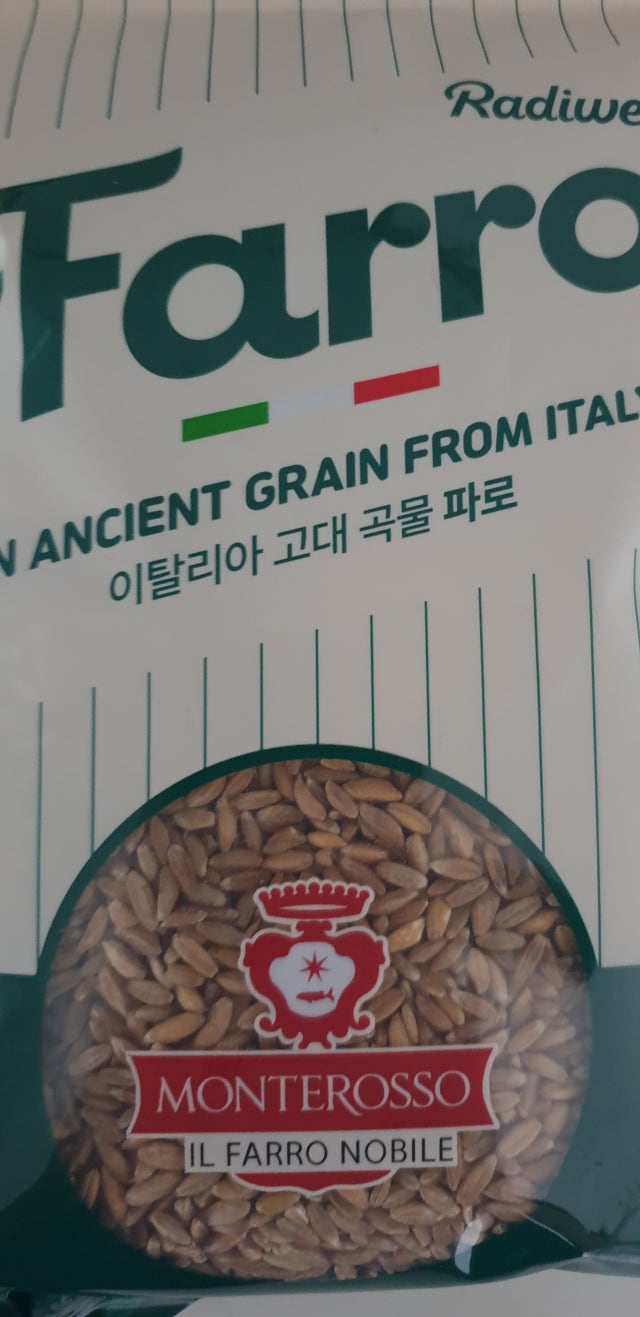 Radiwe
Farro
N ANCIENT GRAIN FROM ITALY
이탈리아 고대 곡물 파로
MONTEROSSO
IL FARRO NOBILE